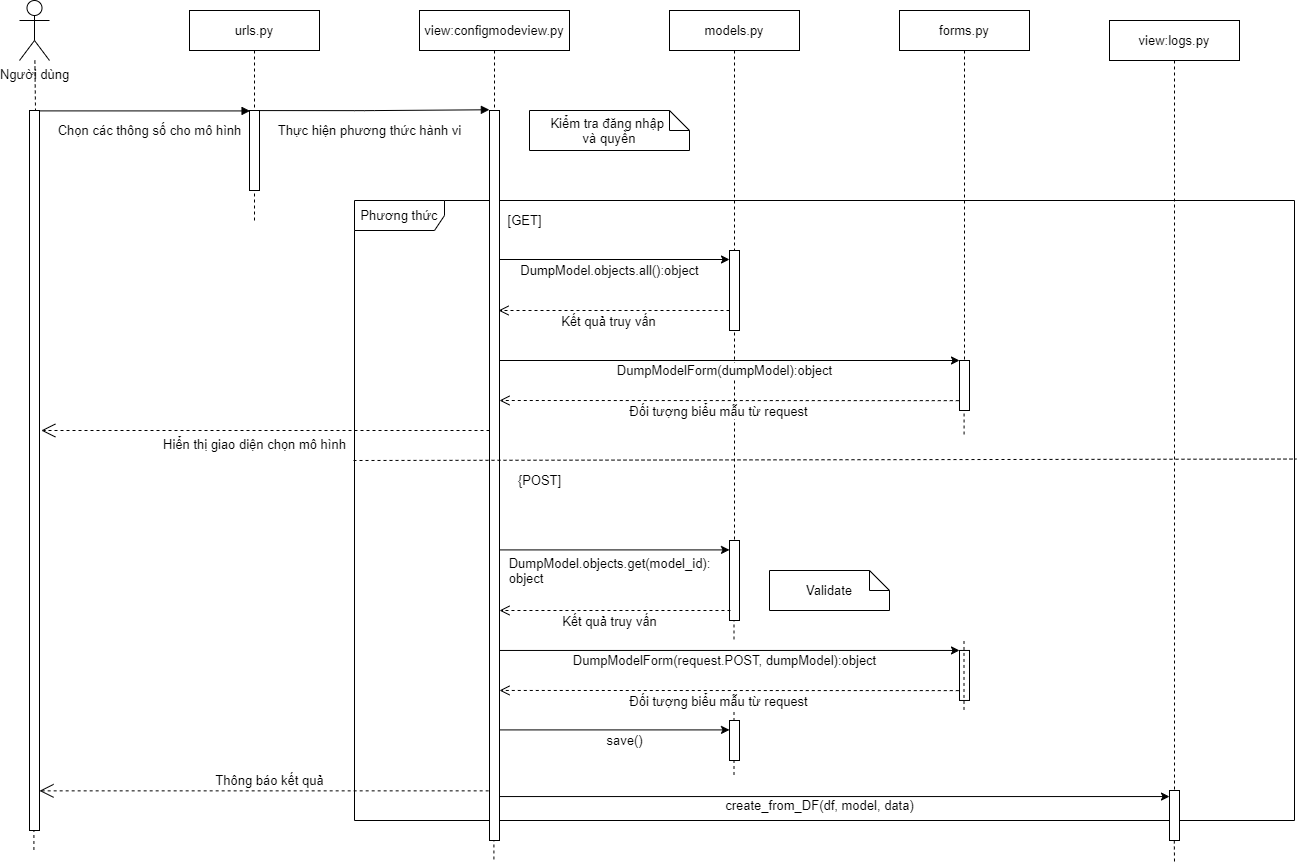 urls.py
view:configmodeview.py
models.py
forms.py
view:logs.py
Người dùng
Chọn các thông số cho mô hình
Thực hiện phương thức hành vi
Kiểm tra đăng nhập
và quyền
Phương thức
[GET]
DumpModel.objects.all():object
Kết quả truy vấn
DumpModelForm(dumpModel):object
Đối tượng biểu mẫu từ request
Hiển thị giao diện chọn mô hình
{POST]
DumpModel.objects.get(model_id):
object
Validate
Kết quả truy vấn
DumpModelForm(request.POST, dumpModel):object
Đối tượng biểu mẫu từ request
save()
Thông báo kết quả
create_from_DF(df, model, data)